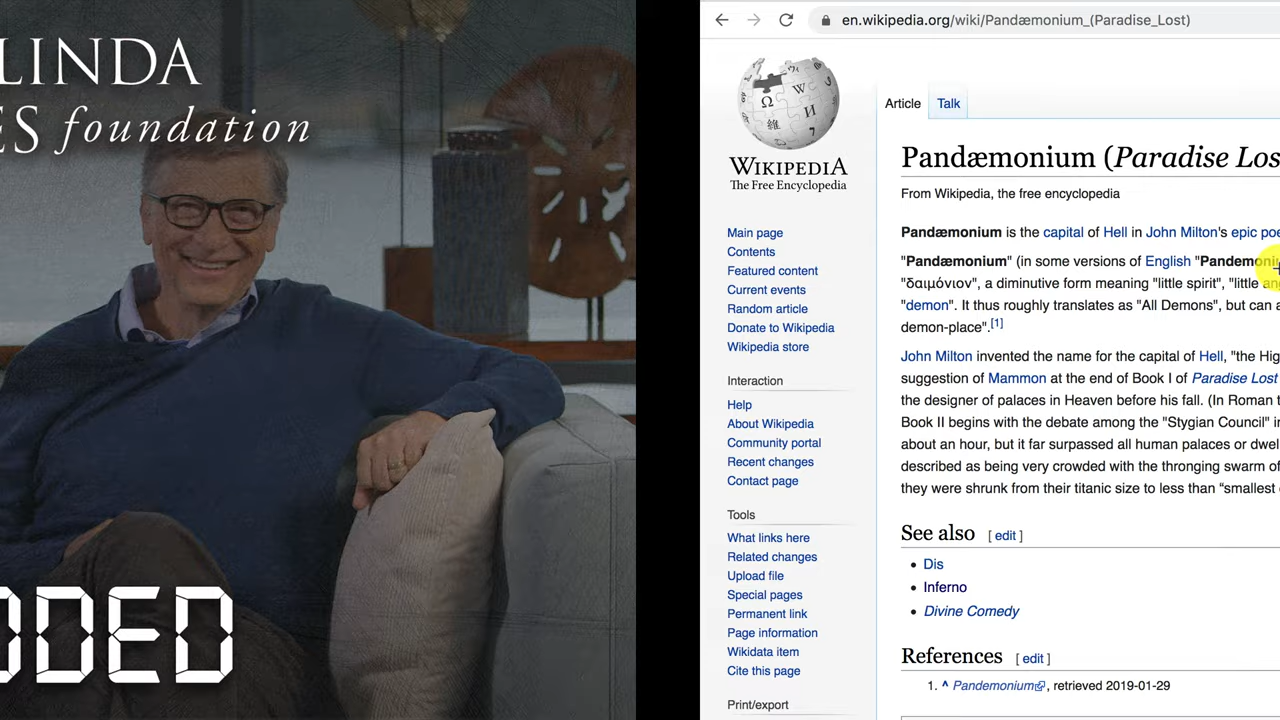 LINDA
ES foundation
ODED
en.wikipedia.org/wiki/Pandæmonium_(Paradise_Lost)
WIKIPEDIA
The Free Encyclopedia
Main page
Contents
Featured content
Current events
Random article
Donate to Wikipedia
Wikipedia store
Interaction
Help
About Wikipedia
Community portal
Recent changes
Contact page
Tools
What links here
Related changes
Upload file
Special pages
Permanent link
Page information
Wikidata item
Cite this page
Print/export
Article Talk
Pandæmonium (Paradise Los
From Wikipedia, the free encyclopedia
Pandæmonium is the capital of Hell in John Milton's epic poe
"Pandæmonium" (in some versions of English "Pandemoni
"δαιμόνιον", a diminutive form meaning "little spirit", "little an
"demon". It thus roughly translates as "All Demons", but can a
demon-place".[1]
John Milton invented the name for the capital of Hell, "the Hig
suggestion of Mammon at the end of Book I of Paradise Lost
the designer of palaces in Heaven before his fall. (In Roman t
Book II begins with the debate among the "Stygian Council" in
about an hour, but it far surpassed all human palaces or dwel
described as being very crowded with the thronging swarm of
they were shrunk from their titanic size to less than "smallest
See also [ edit ]
Dis
Inferno
Divine Comedy
References [ edit ]
1. ^ Pandemonium, retrieved 2019-01-29